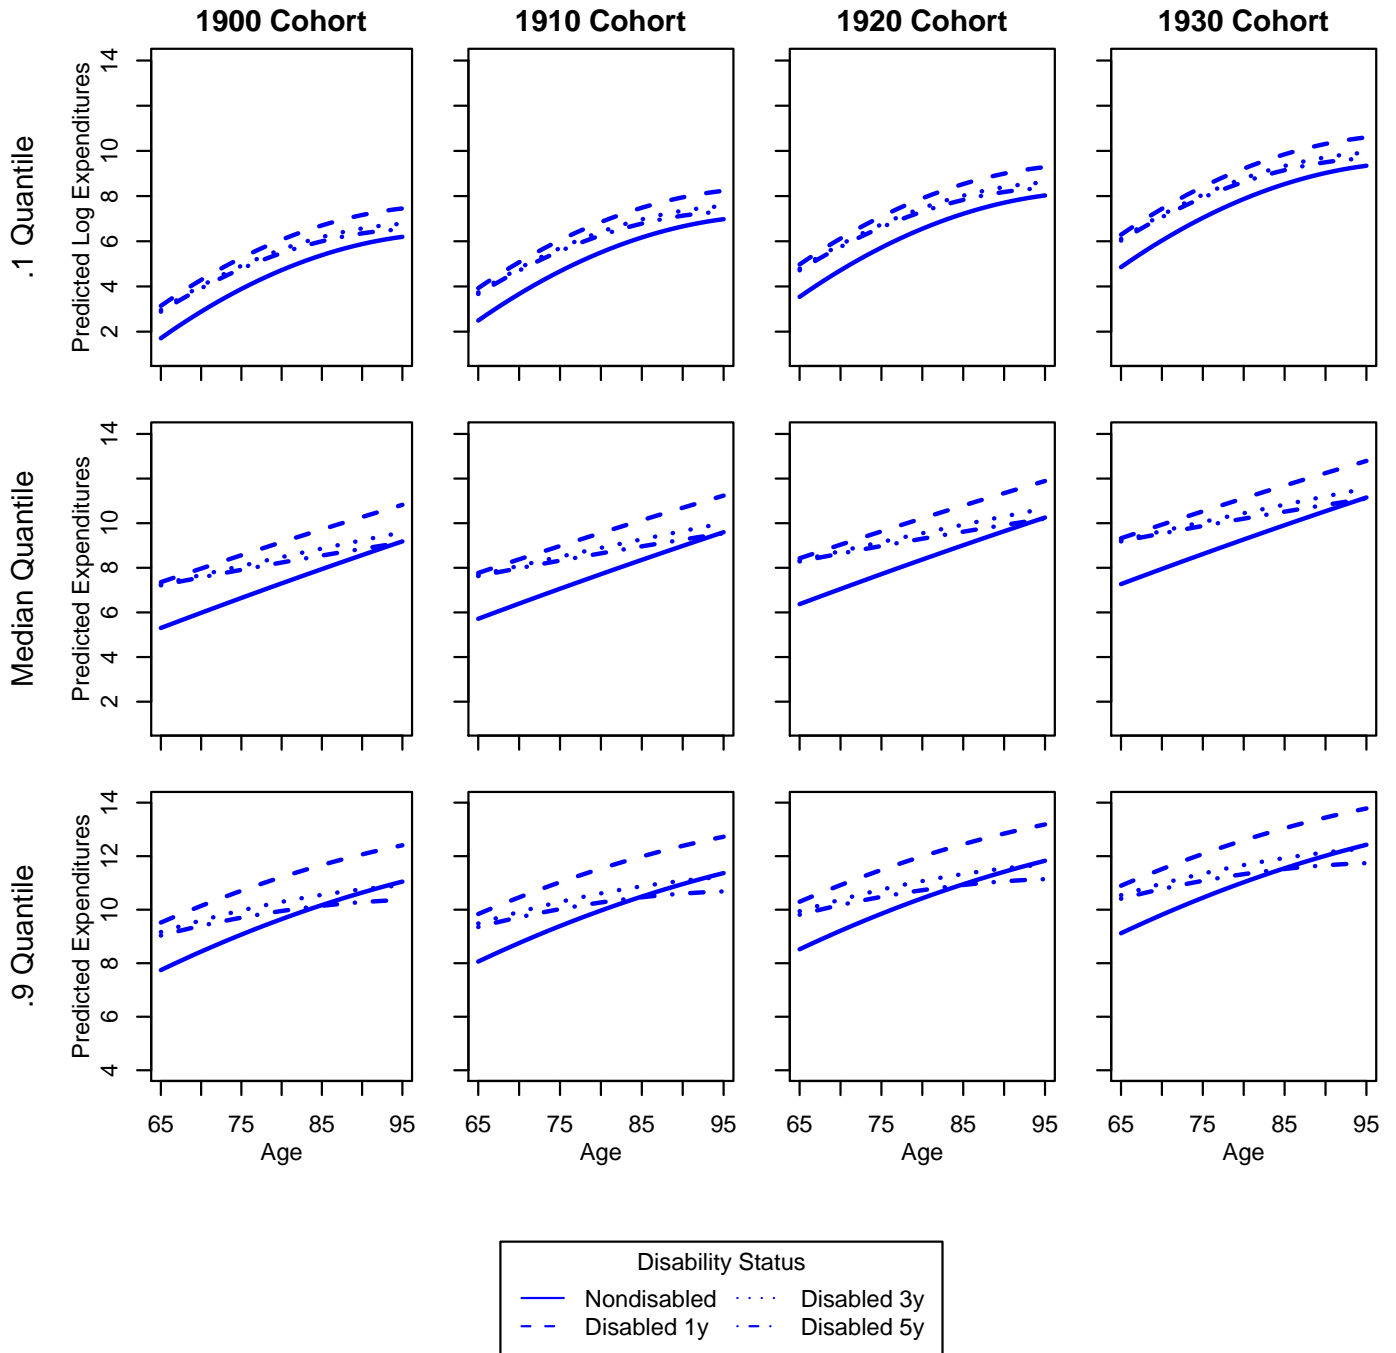 1900 Cohort 1910 Cohort 1920 Cohort 1930 Cohort
.1 Quantile
Predicted Log Expenditures
2 4 6 8 10 14
Median Quantile
Predicted Expenditures
2 4 6 8 10 14
.9 Quantile
Predicted Expenditures
4 6 8 10 12 14
65 75 85 95 65 75 85 95 65 75 85 95 65 75 85 95
Age Age Age Age
Disability Status
Nondisabled Disabled 3y
Disabled 1y Disabled 5y